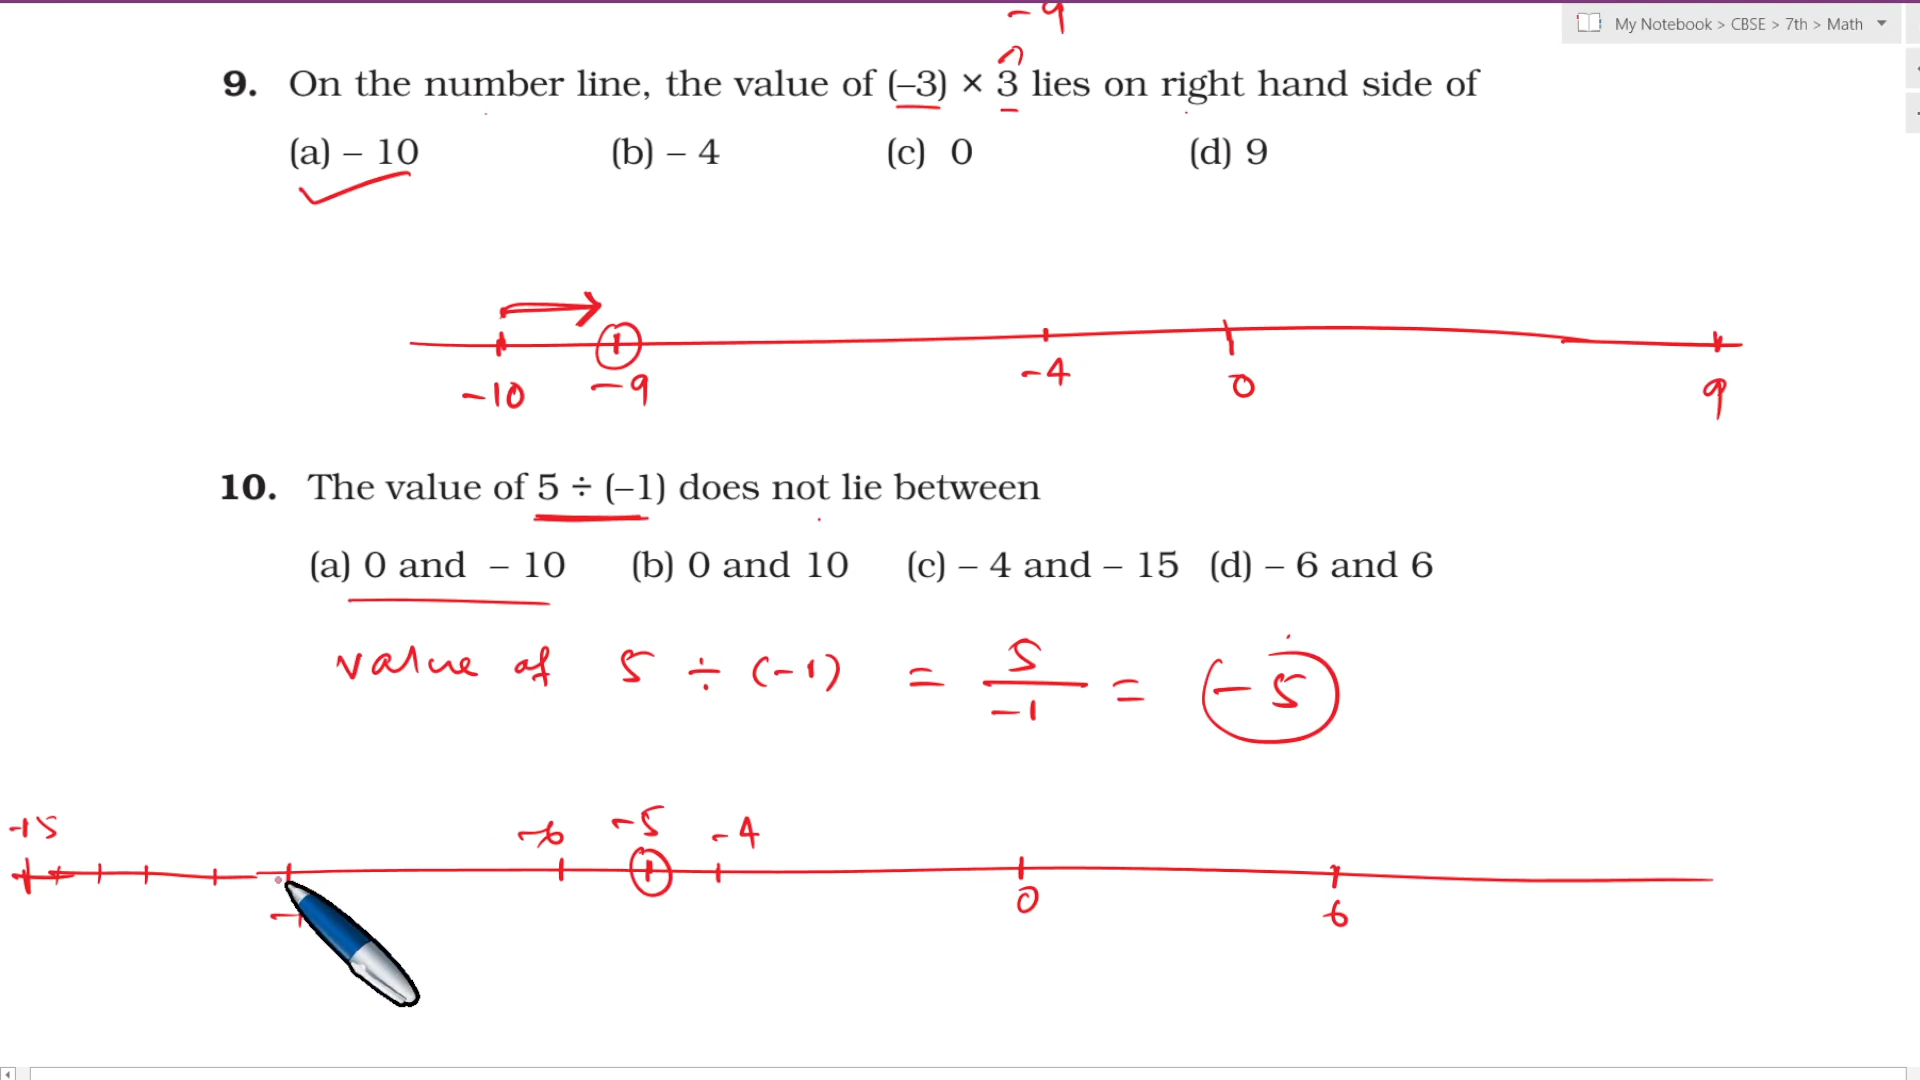 -9
My Notebook > CBSE > 7th > Math
9. On the number line, the value of (–3) × 3 lies on right hand side of
(a) – 10 (b) – 4 (c) 0 (d) 9
-10 -9 -4 0 9
10. The value of 5 ÷ (–1) does not lie between
(a) 0 and – 10 (b) 0 and 10 (c) – 4 and – 15 (d) – 6 and 6
value of 5 ÷ (-1) = 5/-1 = -5
-15 -6 -5 -4
0 6